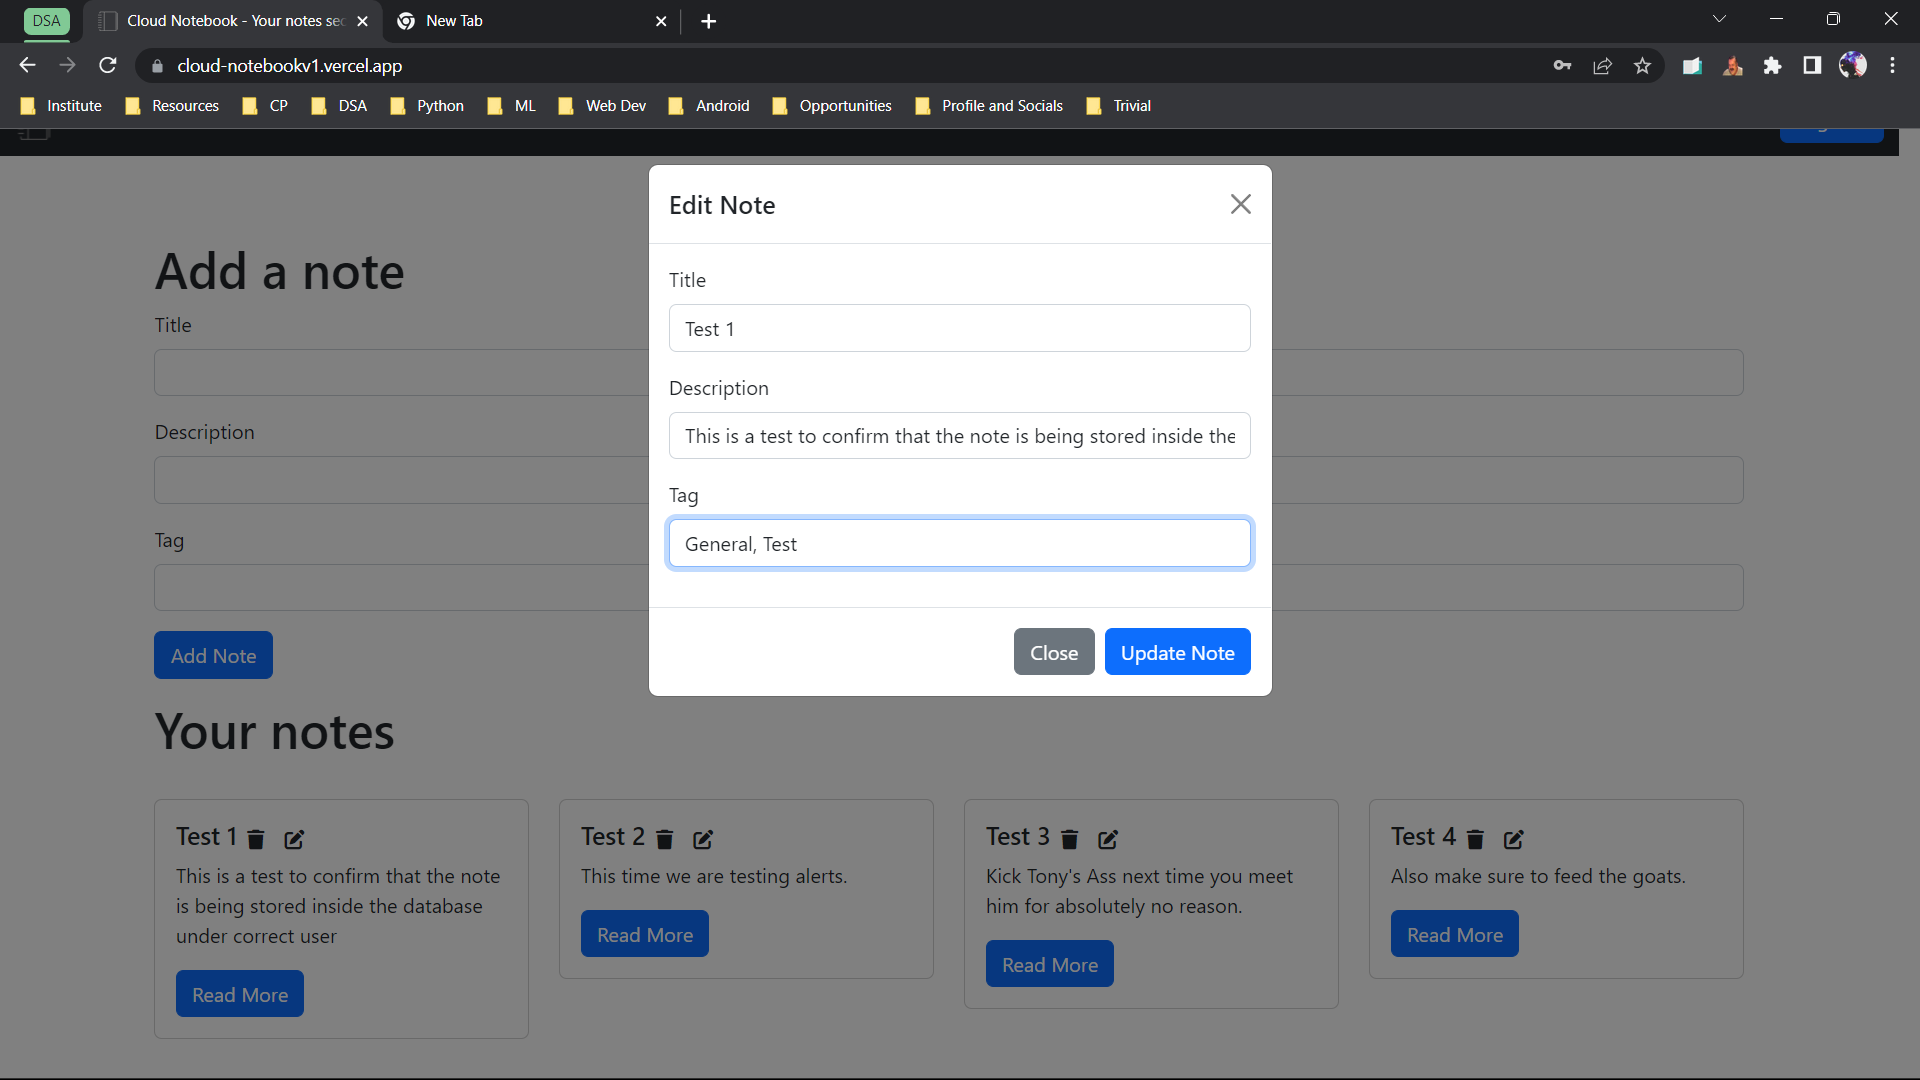 DSA
Cloud Notebook - Your notes sec
New Tab
cloud-notebookv1.vercel.app
Institute
Resources
CP
DSA
Python
ML
Web Dev
Android
Opportunities
Profile and Socials
Trivial
Edit Note
Title
Test 1
Description
This is a test to confirm that the note is being stored inside the
Tag
General, Test
Close
Update Note
Add a note
Title
Description
Tag
Add Note
Your notes
Test 1
This is a test to confirm that the note
is being stored inside the database
under correct user
Read More
Test 2
This time we are testing alerts.
Read More
Test 3
Kick Tony's Ass next time you meet
him for absolutely no reason.
Read More
Test 4
Also make sure to feed the goats.
Read More